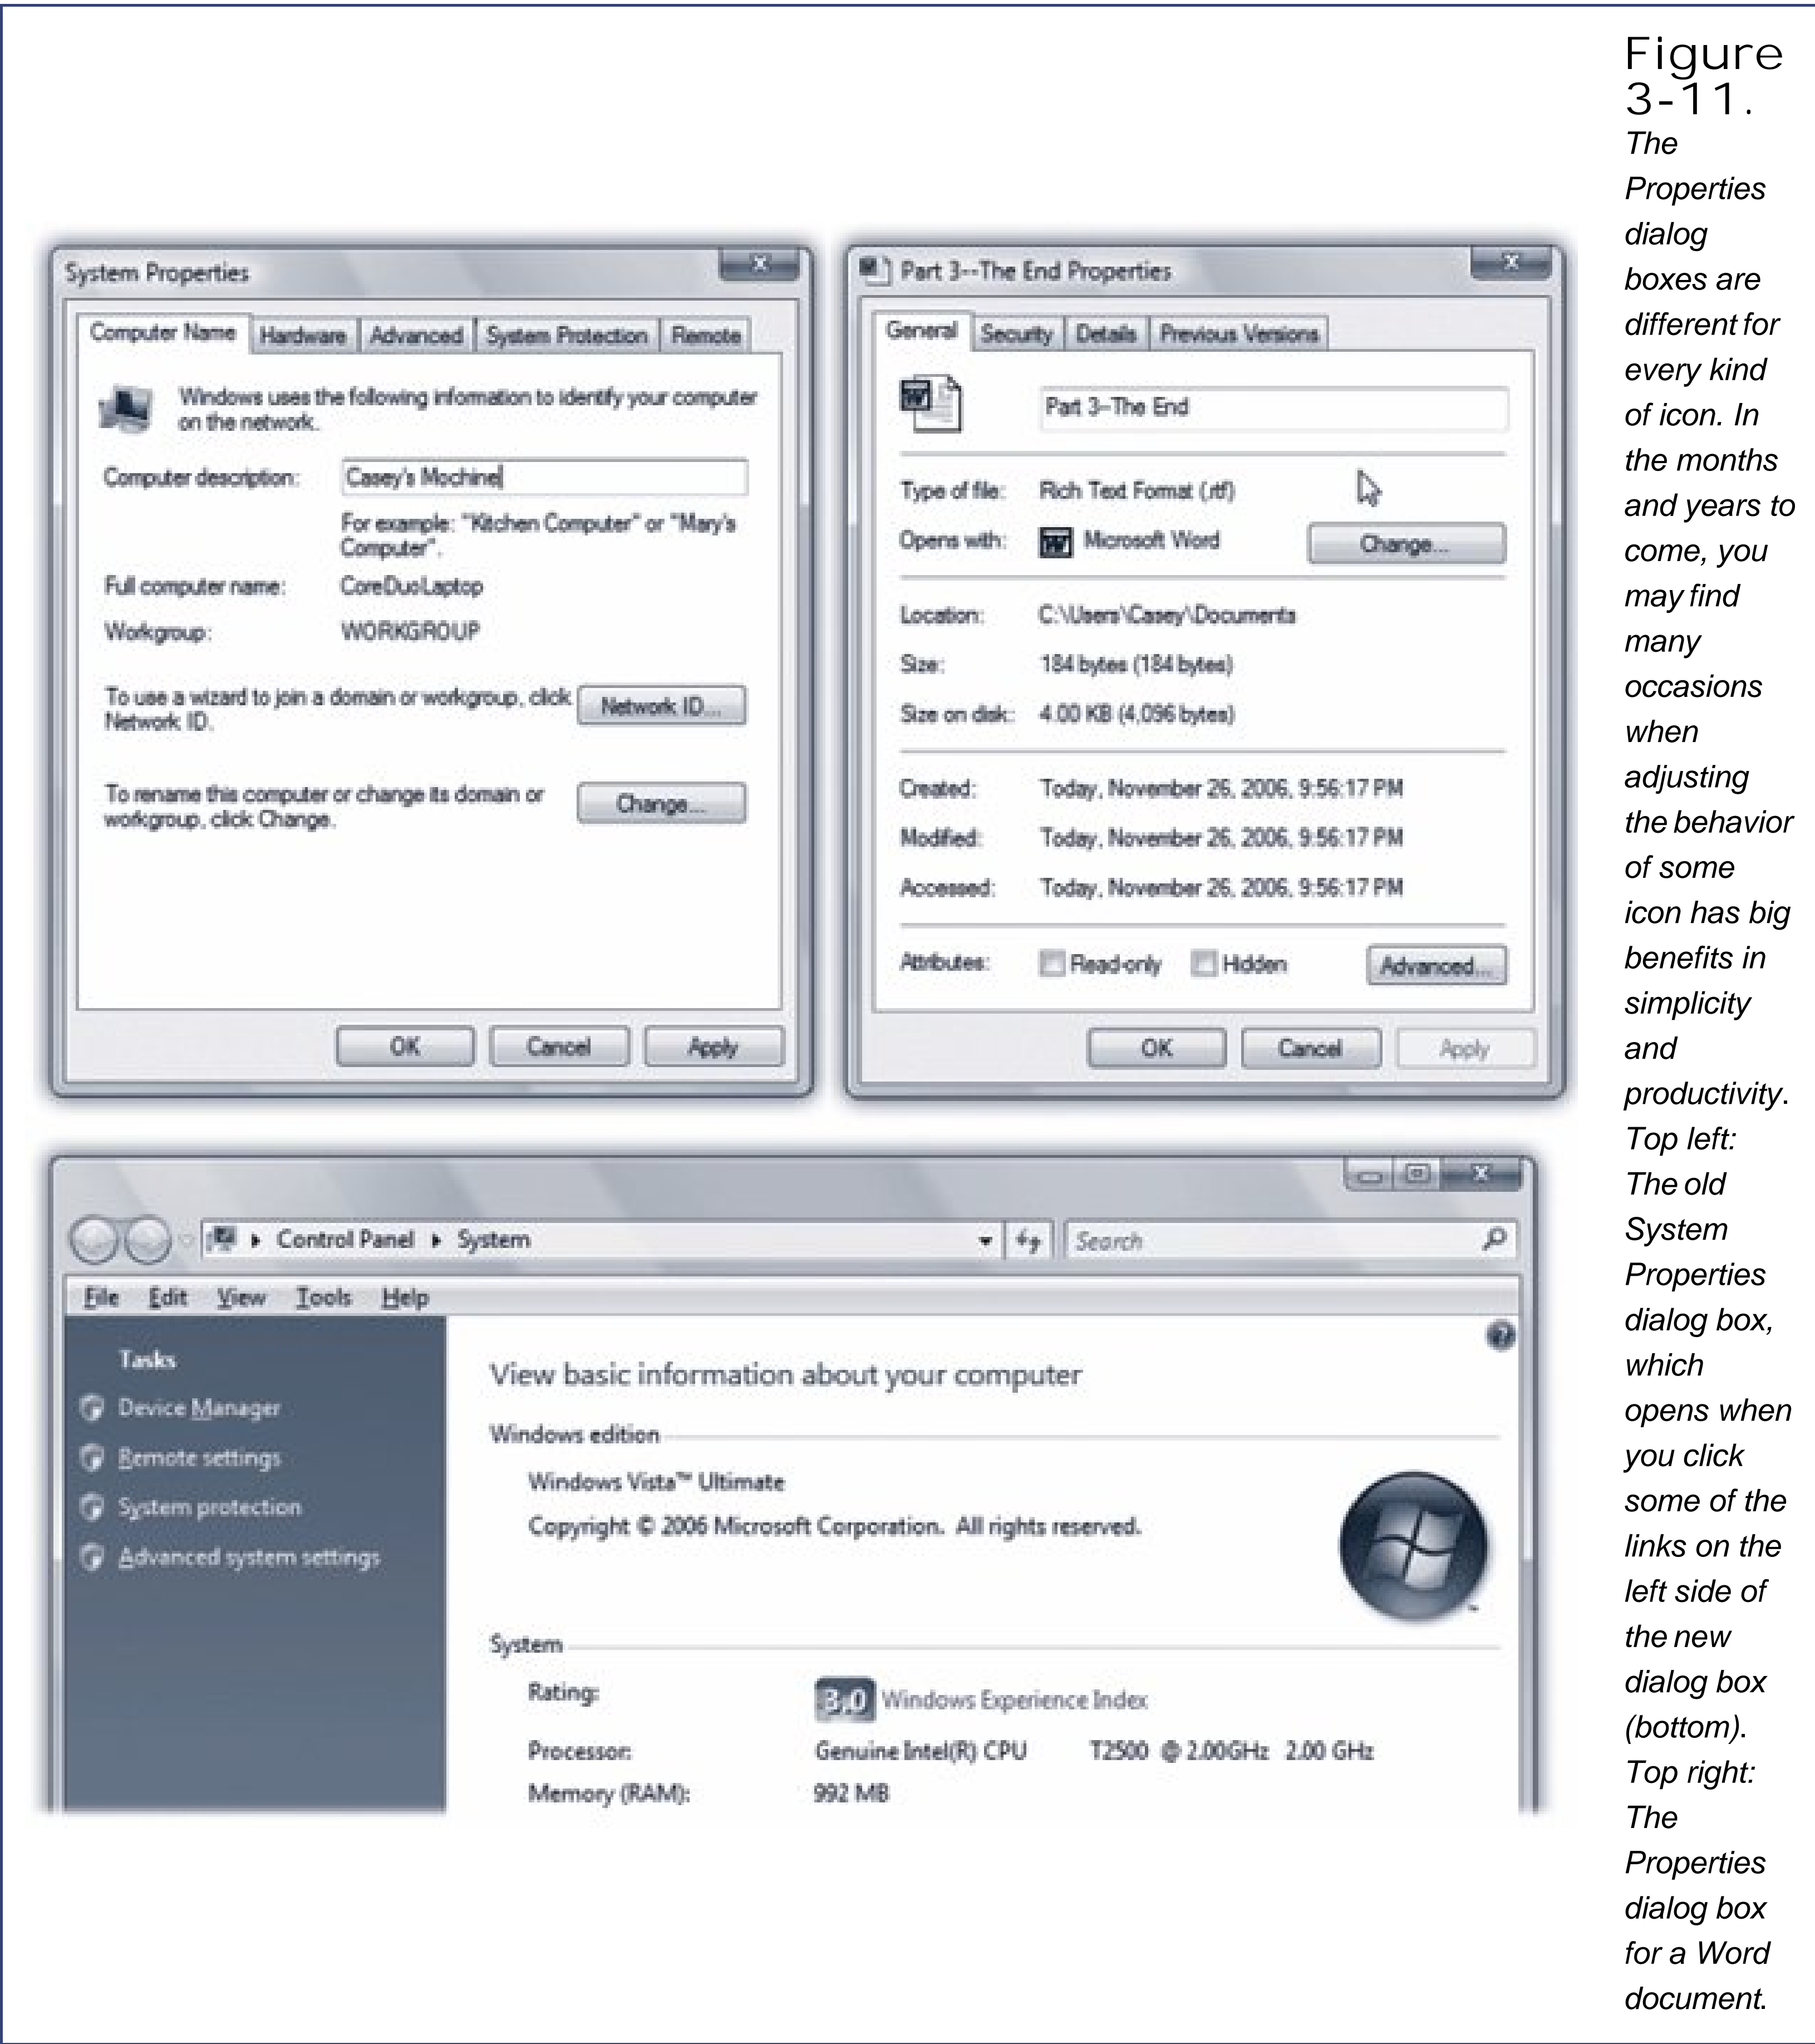 System Properties
Computer Name Hardware Advanced System Protection Remote
Windows uses the following information to identify your computer
on the network.
Computer description: Casey's Mochine
For example: "Kitchen Computer" or "Mary's
Computer".
Full computer name: CoreDuoLaptop
Workgroup: WORKGROUP
To use a wizard to join a domain or workgroup, click
Network ID.
Network ID...
To rename this computer or change its domain or
workgroup, click Change.
Change...
OK Cancel Apply
Part 3--The End Properties
General Security Details Previous Versions
Part 3--The End
Type of file: Rich Text Format (.rtf)
Opens with: Microsoft Word Change...
Location: C:\Users\Casey\Documents
Size: 184 bytes (184 bytes)
Size on disk: 4.00 KB (4,096 bytes)
Created: Today, November 26, 2006, 9:56:17 PM
Modified: Today, November 26, 2006, 9:56:17 PM
Accessed: Today, November 26, 2006, 9:56:17 PM
Attributes: Read-only Hidden Advanced...
OK Cancel Apply
Control Panel System Search
File Edit View Tools Help
Tasks
Device Manager
Remote settings
System protection
Advanced system settings
View basic information about your computer
Windows edition
Windows Vista™ Ultimate
Copyright © 2006 Microsoft Corporation. All rights reserved.
System
Rating: 3.0 Windows Experience Index
Processor: Genuine Intel(R) CPU T2500 @ 2.00GHz 2.00 GHz
Memory (RAM): 992 MB
Figure
3-11.
The
Properties
dialog
boxes are
different for
every kind
of icon. In
the months
and years to
come, you
may find
many
occasions
when
adjusting
the behavior
of some
icon has big
benefits in
simplicity
and
productivity.
Top left:
The old
System
Properties
dialog box,
which
opens when
you click
some of the
links on the
left side of
the new
dialog box
(bottom).
Top right:
The
Properties
dialog box
for a Word
document.